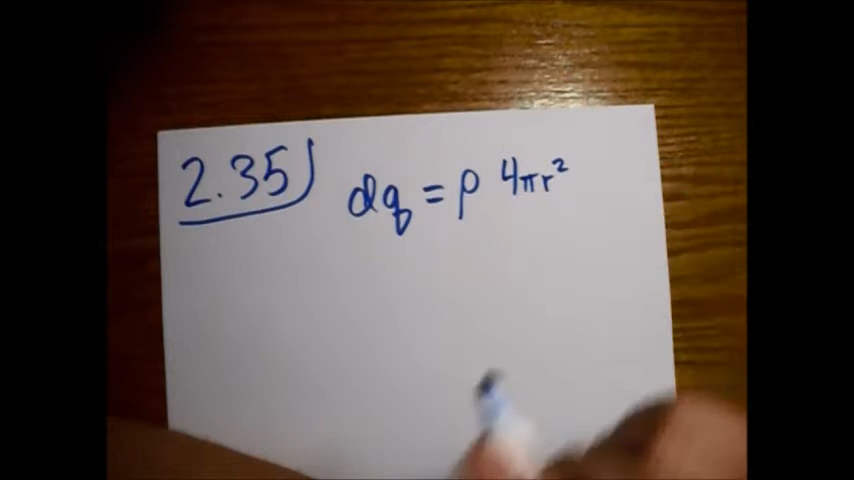 2.35) dq = ρ 4πr²